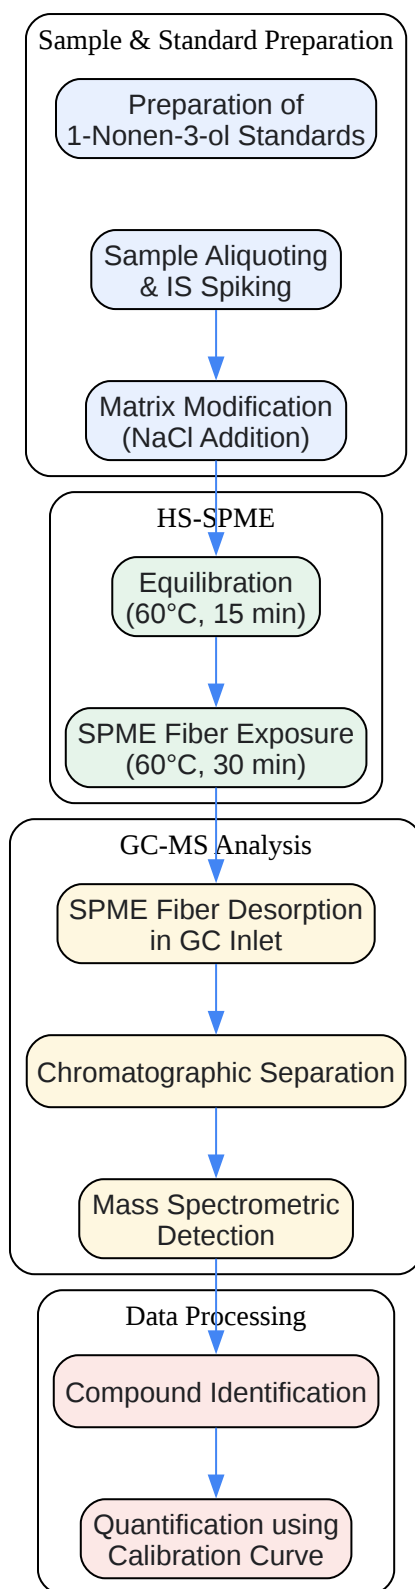 Sample & Standard Preparation
Preparation of
1-Nonen-3-ol Standards
Sample Aliquoting
& IS Spiking
Matrix Modification
(NaCl Addition)
HS-SPME
Equilibration
(60°C, 15 min)
SPME Fiber Exposure
(60°C, 30 min)
GC-MS Analysis
SPME Fiber Desorption
in GC Inlet
Chromatographic Separation
Mass Spectrometric
Detection
Data Processing
Compound Identification
Quantification using
Calibration Curve